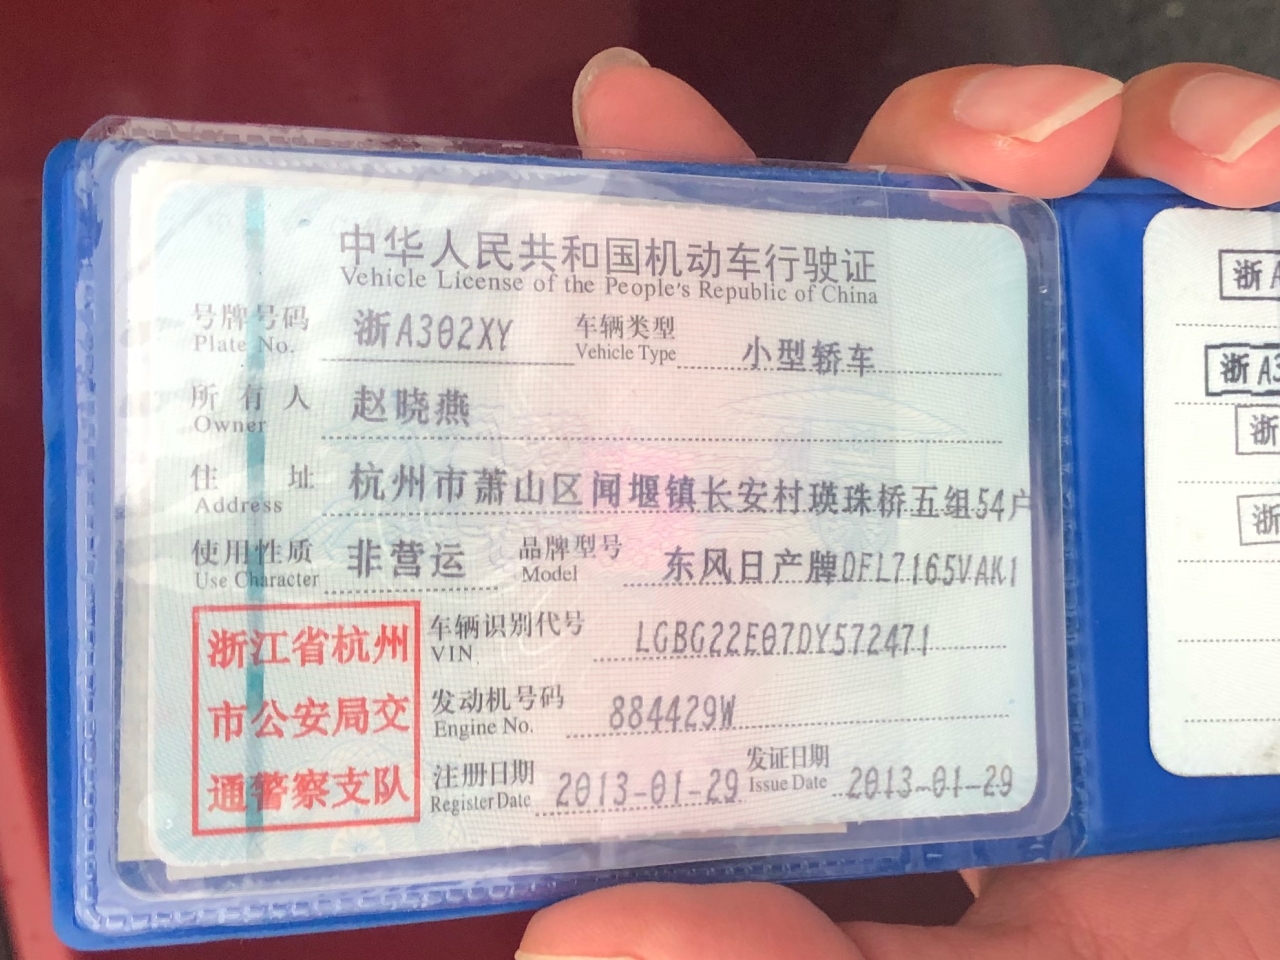 中华人民共和国机动车行驶证
Vehicle License of the People's Republic of China
号牌号码 浙A302XY 车辆类型 小型轿车
Plate No. Vehicle Type
所有人 赵晓燕
Owner
住址 杭州市萧山区闻堰镇长安村瑛珠桥五组54户
Address
使用性质 非营运 品牌型号 东风日产牌DFL7165VAK1
Use Character Model
浙江省杭州
市公安局交
通警察支队
车辆识别代号 LGBG22E07DY572471
VIN
发动机号码 884429W
Engine No.
注册日期 2013-01-29 发证日期 2013-01-29
Register Date Issue Date
浙A
浙A3
浙
浙